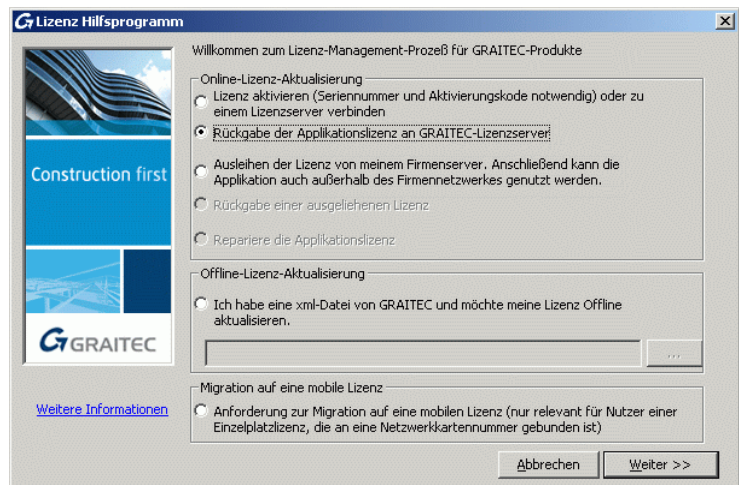 Lizenz Hilfsprogramm
Willkommen zum Lizenz-Management-Prozeß für GRAITEC-Produkte
Online-Lizenz-Aktualisierung
Lizenz aktivieren (Seriennummer und Aktivierungskode notwendig) oder zu
einem Lizenzserver verbinden
Rückgabe der Applikationslizenz an GRAITEC-Lizenzserver
Ausleihen der Lizenz von meinem Firmenserver. Anschließend kann die
Applikation auch außerhalb des Firmennetzwerkes genutzt werden.
Rückgabe einer ausgeliehenen Lizenz
Repariere die Applikationslizenz
Construction first
Offline-Lizenz-Aktualisierung
Ich habe eine xml-Datei von GRAITEC und möchte meine Lizenz Offline
aktualisieren.
...
GRAITEC
Weitere Informationen
Migration auf eine mobile Lizenz
Anforderung zur Migration auf eine mobilen Lizenz (nur relevant für Nutzer einer
Einzelplatzlizenz, die an eine Netzwerkkartennummer gebunden ist)
Abbrechen
Weiter >>